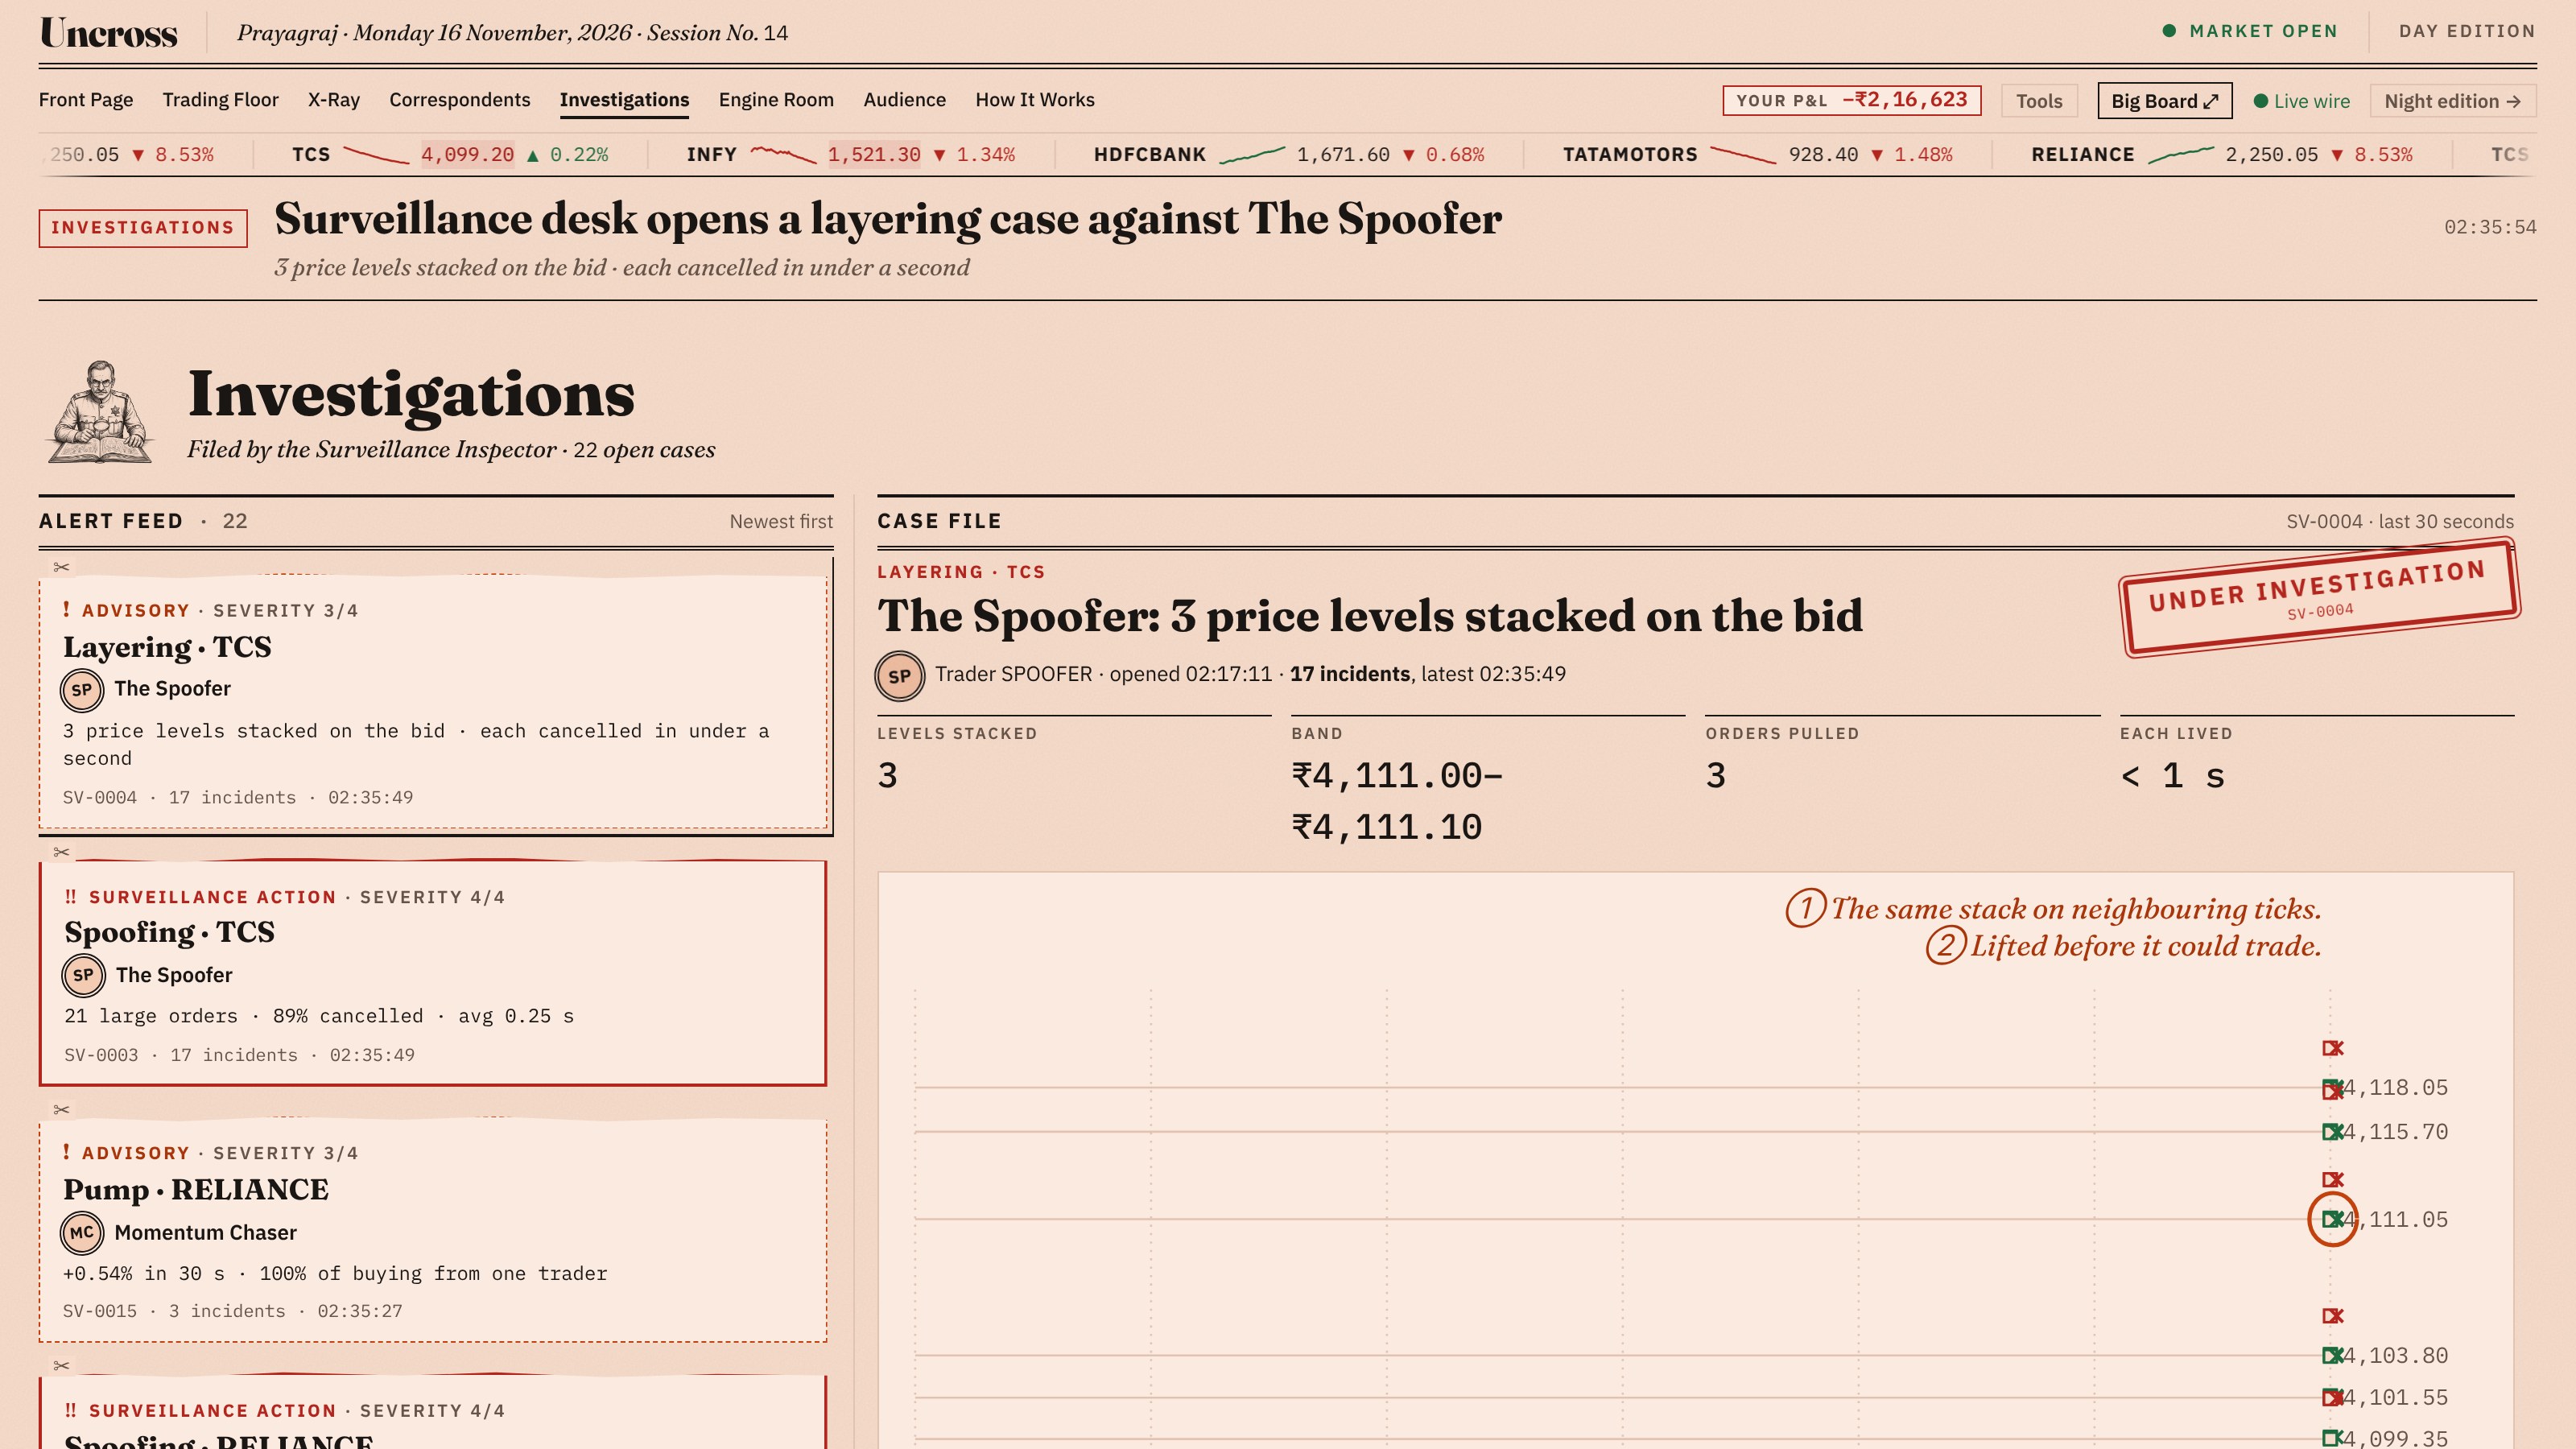 Uncross
Prayagraj · Monday 16 November, 2026 · Session No. 14
MARKET OPEN
DAY EDITION
Front Page
Trading Floor
X-Ray
Correspondents
Investigations
Engine Room
Audience
How It Works
YOUR P&L −₹2,16,623
Tools
Big Board ⤢
Live wire
Night edition →
,250.05 ▼ 8.53%
TCS 4,099.20 ▲ 0.22%
INFY 1,521.30 ▼ 1.34%
HDFCBANK 1,671.60 ▼ 0.68%
TATAMOTORS 928.40 ▼ 1.48%
RELIANCE 2,250.05 ▼ 8.53%
TCS
INVESTIGATIONS
Surveillance desk opens a layering case against The Spoofer
02:35:54
3 price levels stacked on the bid · each cancelled in under a second
Investigations
Filed by the Surveillance Inspector · 22 open cases
ALERT FEED · 22
Newest first
! ADVISORY · SEVERITY 3/4
Layering · TCS
SP The Spoofer
3 price levels stacked on the bid · each cancelled in under a
second
SV-0004 · 17 incidents · 02:35:49
!! SURVEILLANCE ACTION · SEVERITY 4/4
Spoofing · TCS
SP The Spoofer
21 large orders · 89% cancelled · avg 0.25 s
SV-0003 · 17 incidents · 02:35:49
! ADVISORY · SEVERITY 3/4
Pump · RELIANCE
MC Momentum Chaser
+0.54% in 30 s · 100% of buying from one trader
SV-0015 · 3 incidents · 02:35:27
!! SURVEILLANCE ACTION · SEVERITY 4/4
Spoofing · RELIANCE
CASE FILE
SV-0004 · last 30 seconds
LAYERING · TCS
The Spoofer: 3 price levels stacked on the bid
UNDER INVESTIGATION
SV-0004
SP Trader SPOOFER · opened 02:17:11 · 17 incidents, latest 02:35:49
LEVELS STACKED
3
BAND
₹4,111.00–
₹4,111.10
ORDERS PULLED
3
EACH LIVED
< 1 s
① The same stack on neighbouring ticks.
② Lifted before it could trade.
4,118.05
4,115.70
4,111.05
4,103.80
4,101.55
4,099.35